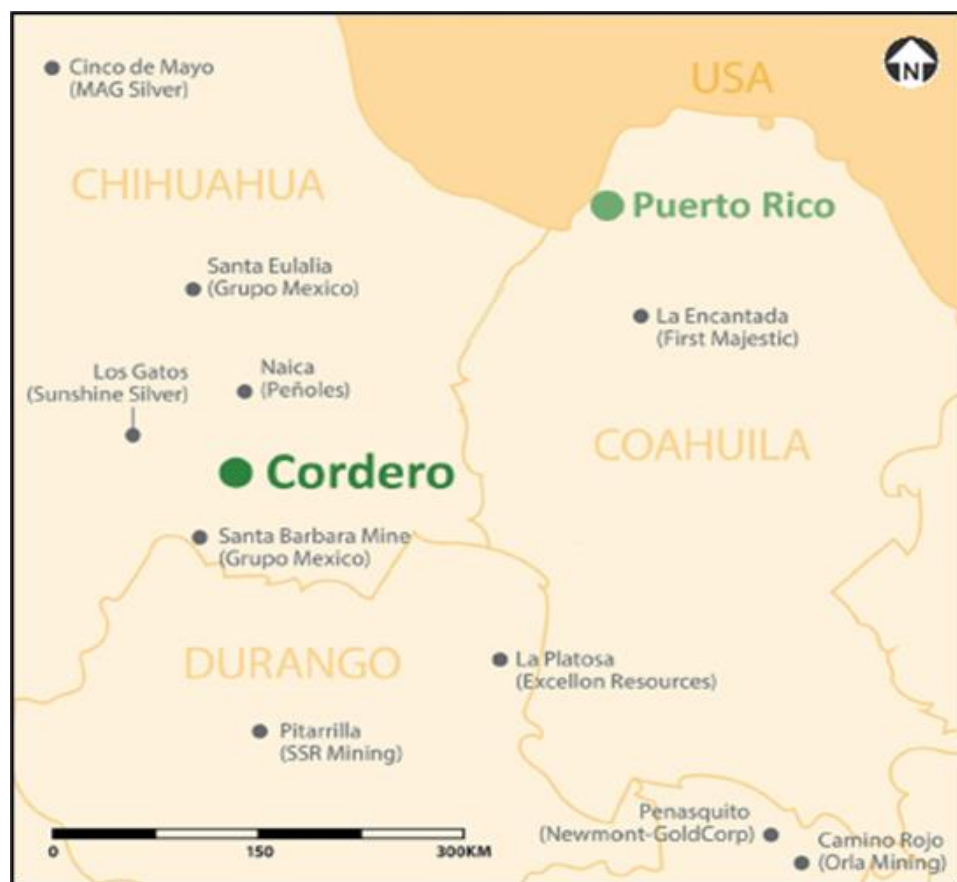 USA
N
Cinco de Mayo
(MAG Silver)
CHIHUAHUA
Puerto Rico
Santa Eulalia
(Grupo Mexico)
La Encantada
(First Majestic)
Los Gatos
(Sunshine Silver)
Naica
(Peñoles)
COAHUILA
Cordero
Santa Barbara Mine
(Grupo Mexico)
DURANGO
La Platosa
(Excellon Resources)
Pitarrilla
(SSR Mining)
Penasquito
(Newmont-GoldCorp)
Camino Rojo
(Orla Mining)
0 150 300KM